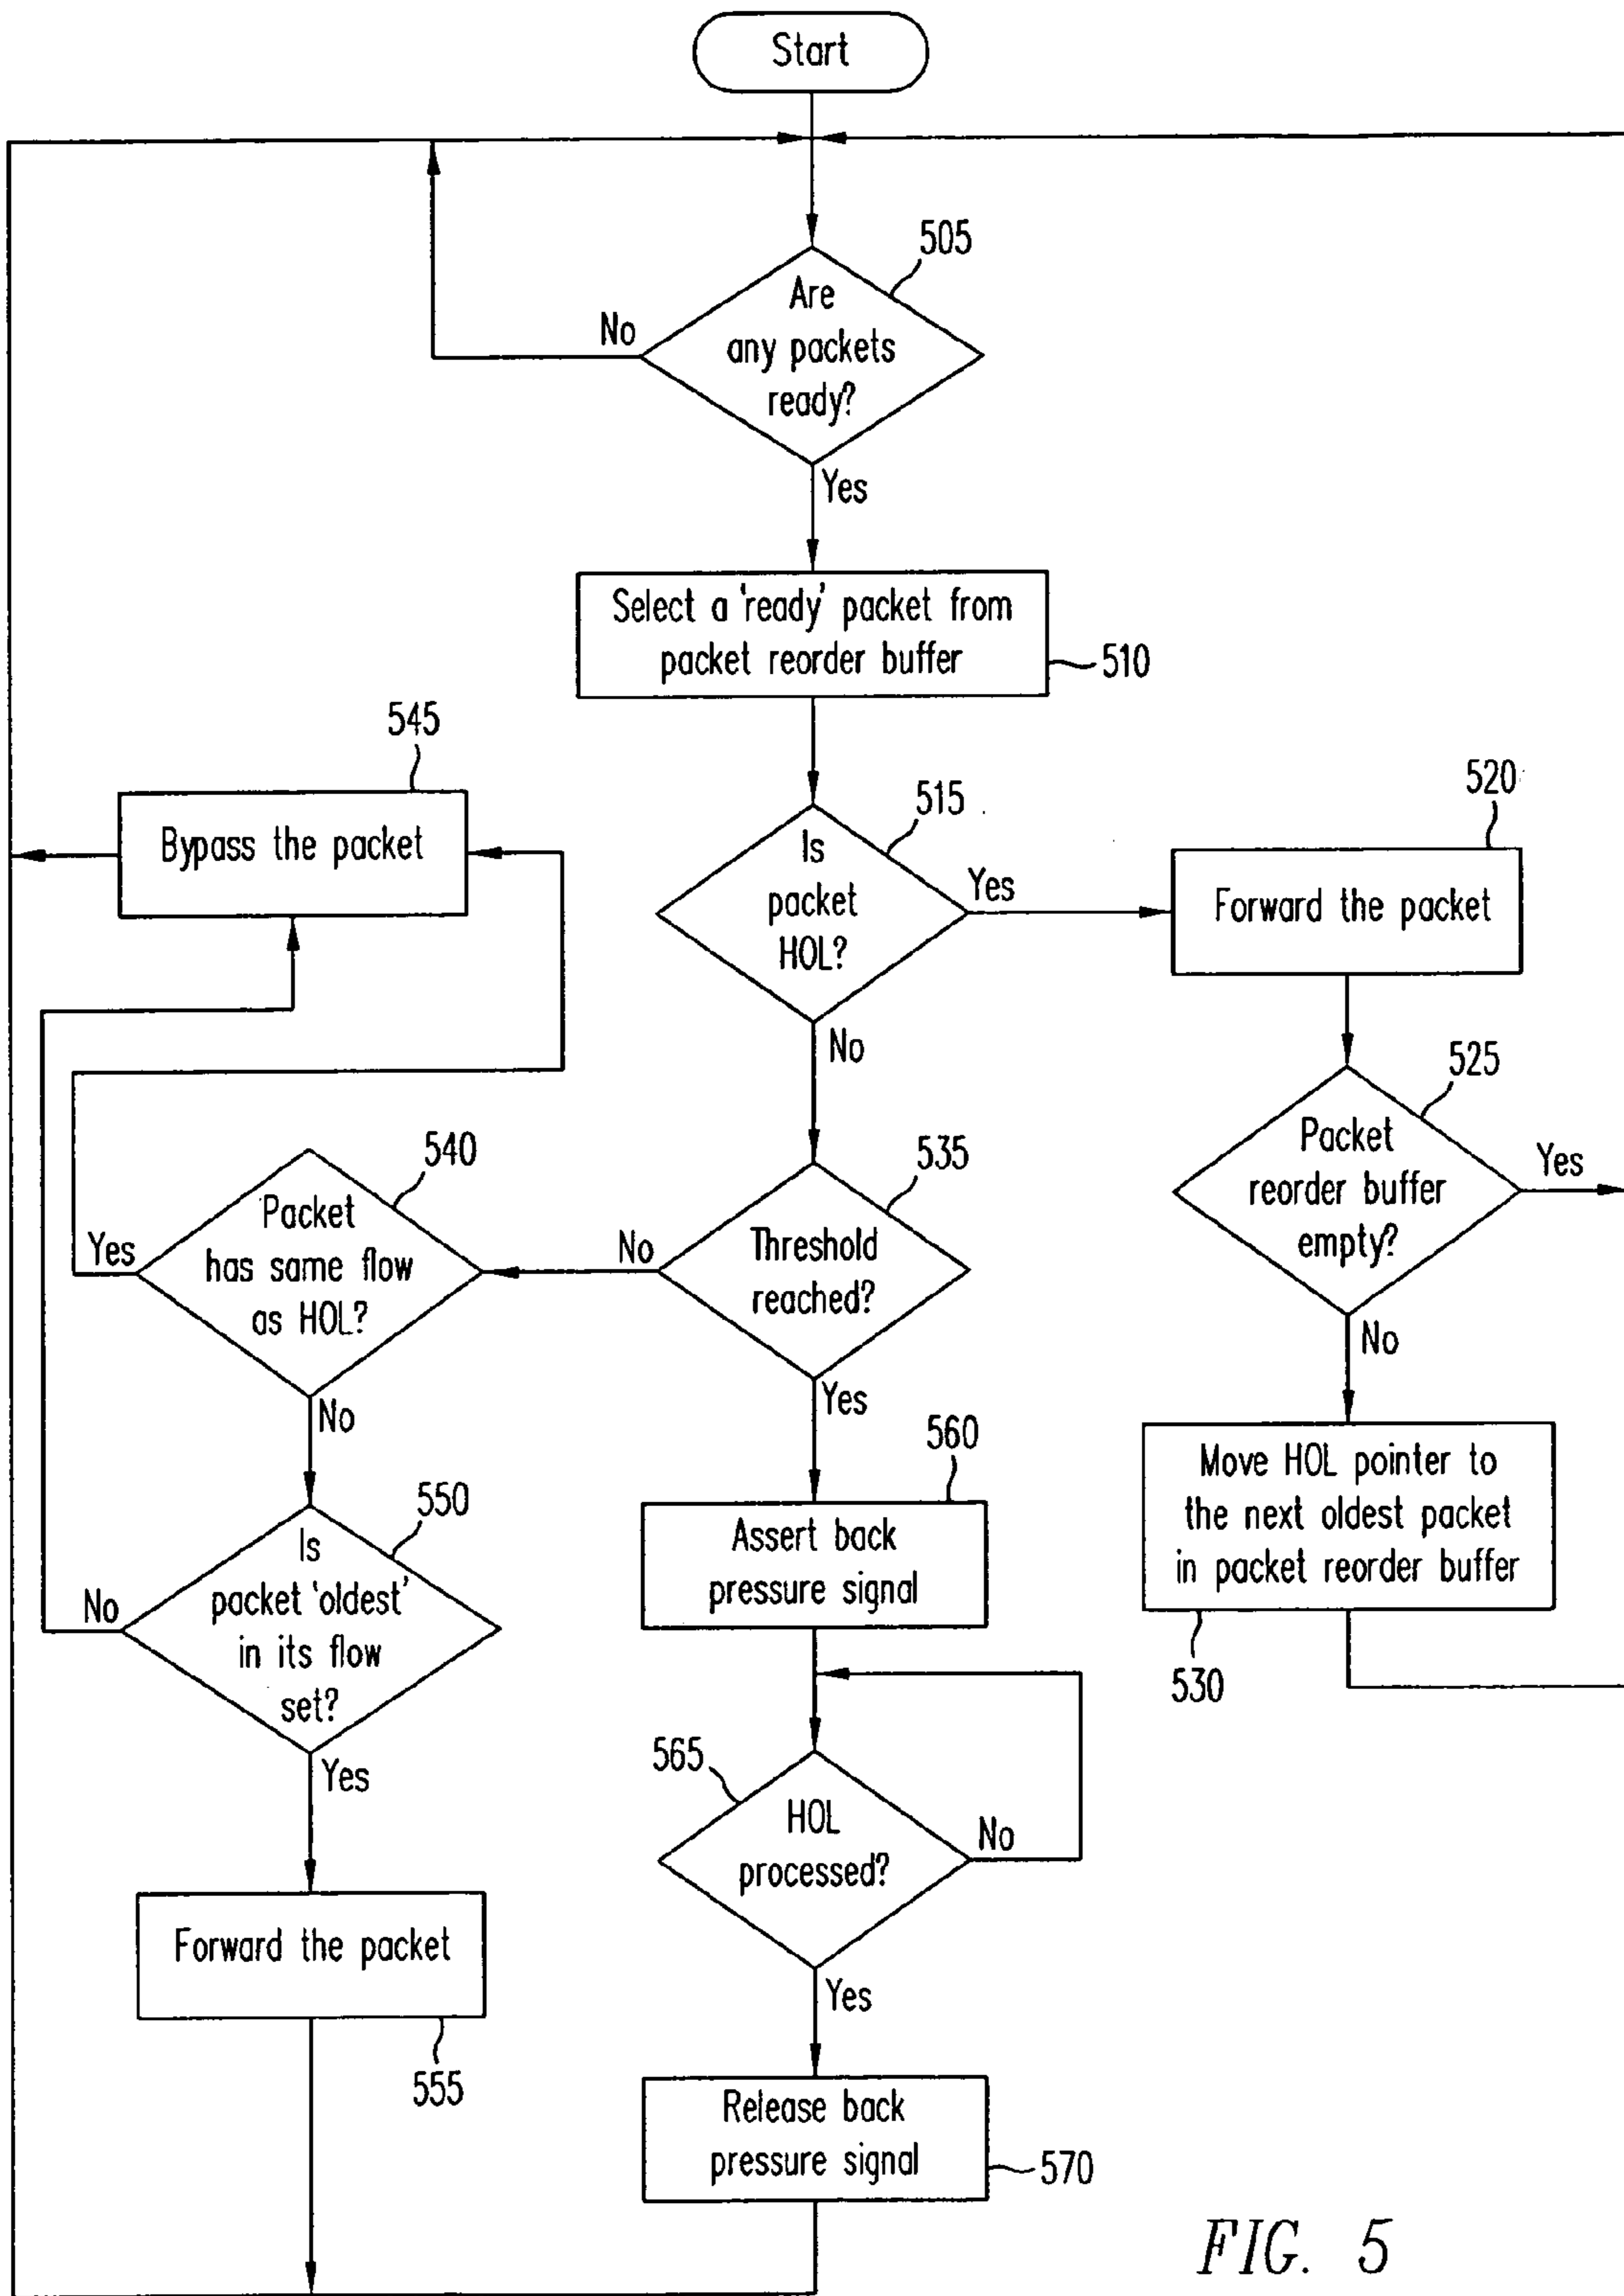 Start
505
Are
any packets
ready?
No
Yes
Select a 'ready' packet from
packet reorder buffer
510
545
Bypass the packet
515
Is
packet
HOL?
Yes
No
520
Forward the packet
525
Packet
reorder buffer
empty?
Yes
No
540
Packet
has same flow
as HOL?
Yes
No
535
Threshold
reached?
No
Yes
Move HOL pointer to
the next oldest packet
in packet reorder buffer
530
550
Is
packet 'oldest'
in its flow
set?
No
Yes
560
Assert back
pressure signal
565
HOL
processed?
No
Yes
Forward the packet
555
Release back
pressure signal
570
FIG. 5